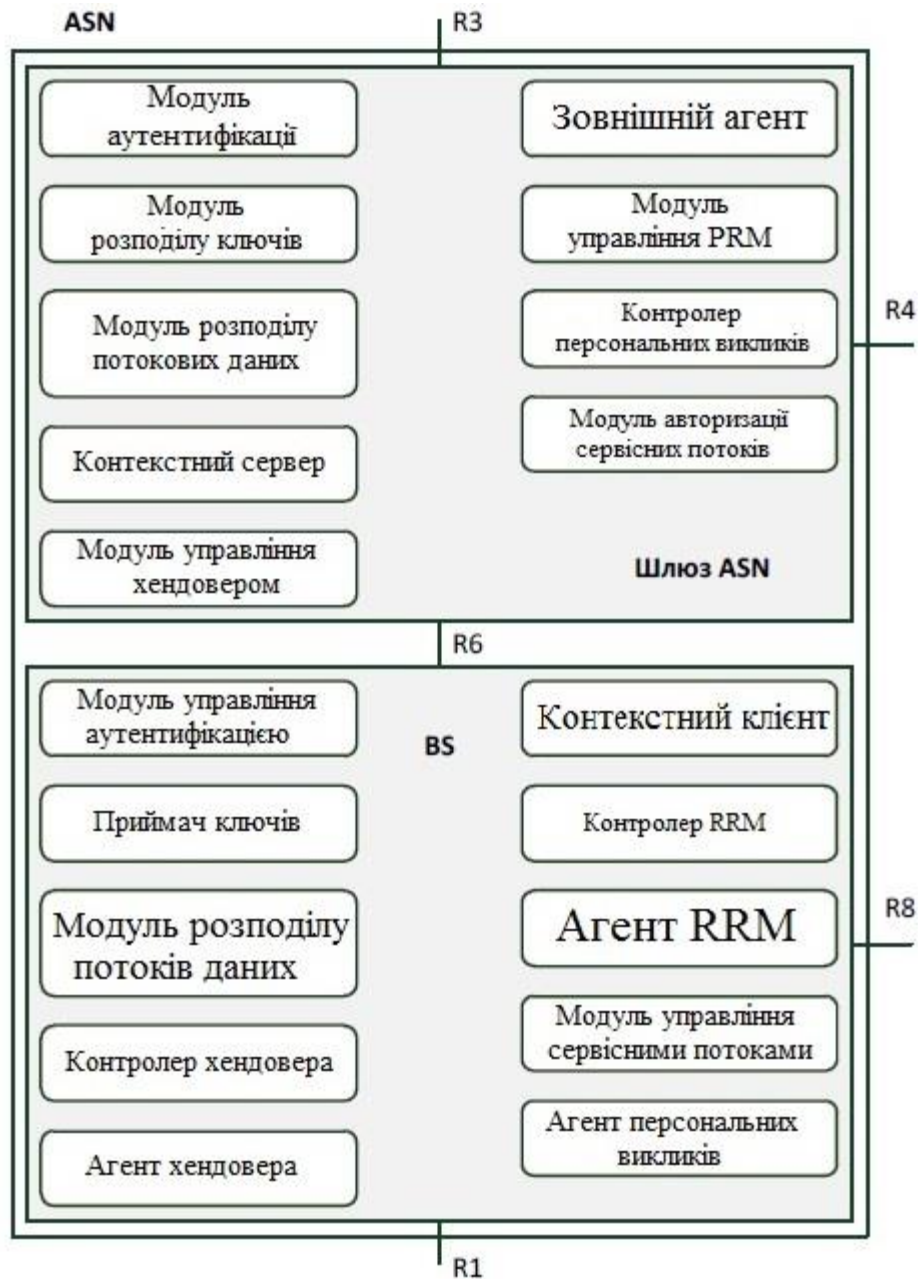 ASN
R3
Модуль
аутентифікації
Зовнішній агент
Модуль
розподілу ключів
Модуль
управління PRM
Модуль розподілу
потокових даних
Контролер
персональних викликів
R4
Контекстний сервер
Модуль авторизації
сервісних потоків
Модуль управління
хендовером
Шлюз ASN
R6
Модуль управління
аутентифікацією
BS
Контекстний клієнт
Приймач ключів
Контролер RRM
Модуль розподілу
потоків даних
Агент RRM
R8
Контролер хендовера
Модуль управління
сервісними потоками
Агент хендовера
Агент персональних
викликів
R1